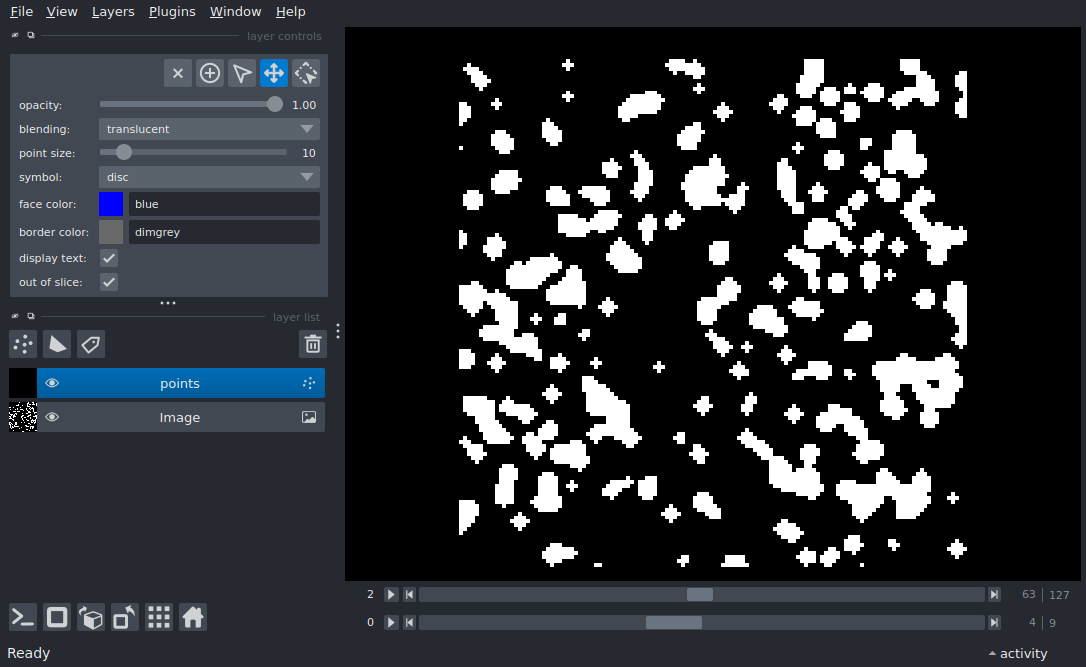 File View Layers Plugins Window Help
layer controls
opacity: 1.00
blending: translucent
point size: 10
symbol: disc
face color: blue
border color: dimgrey
display text:
out of slice:
layer list
points
Image
2 63 | 127
0 4 | 9
Ready activity